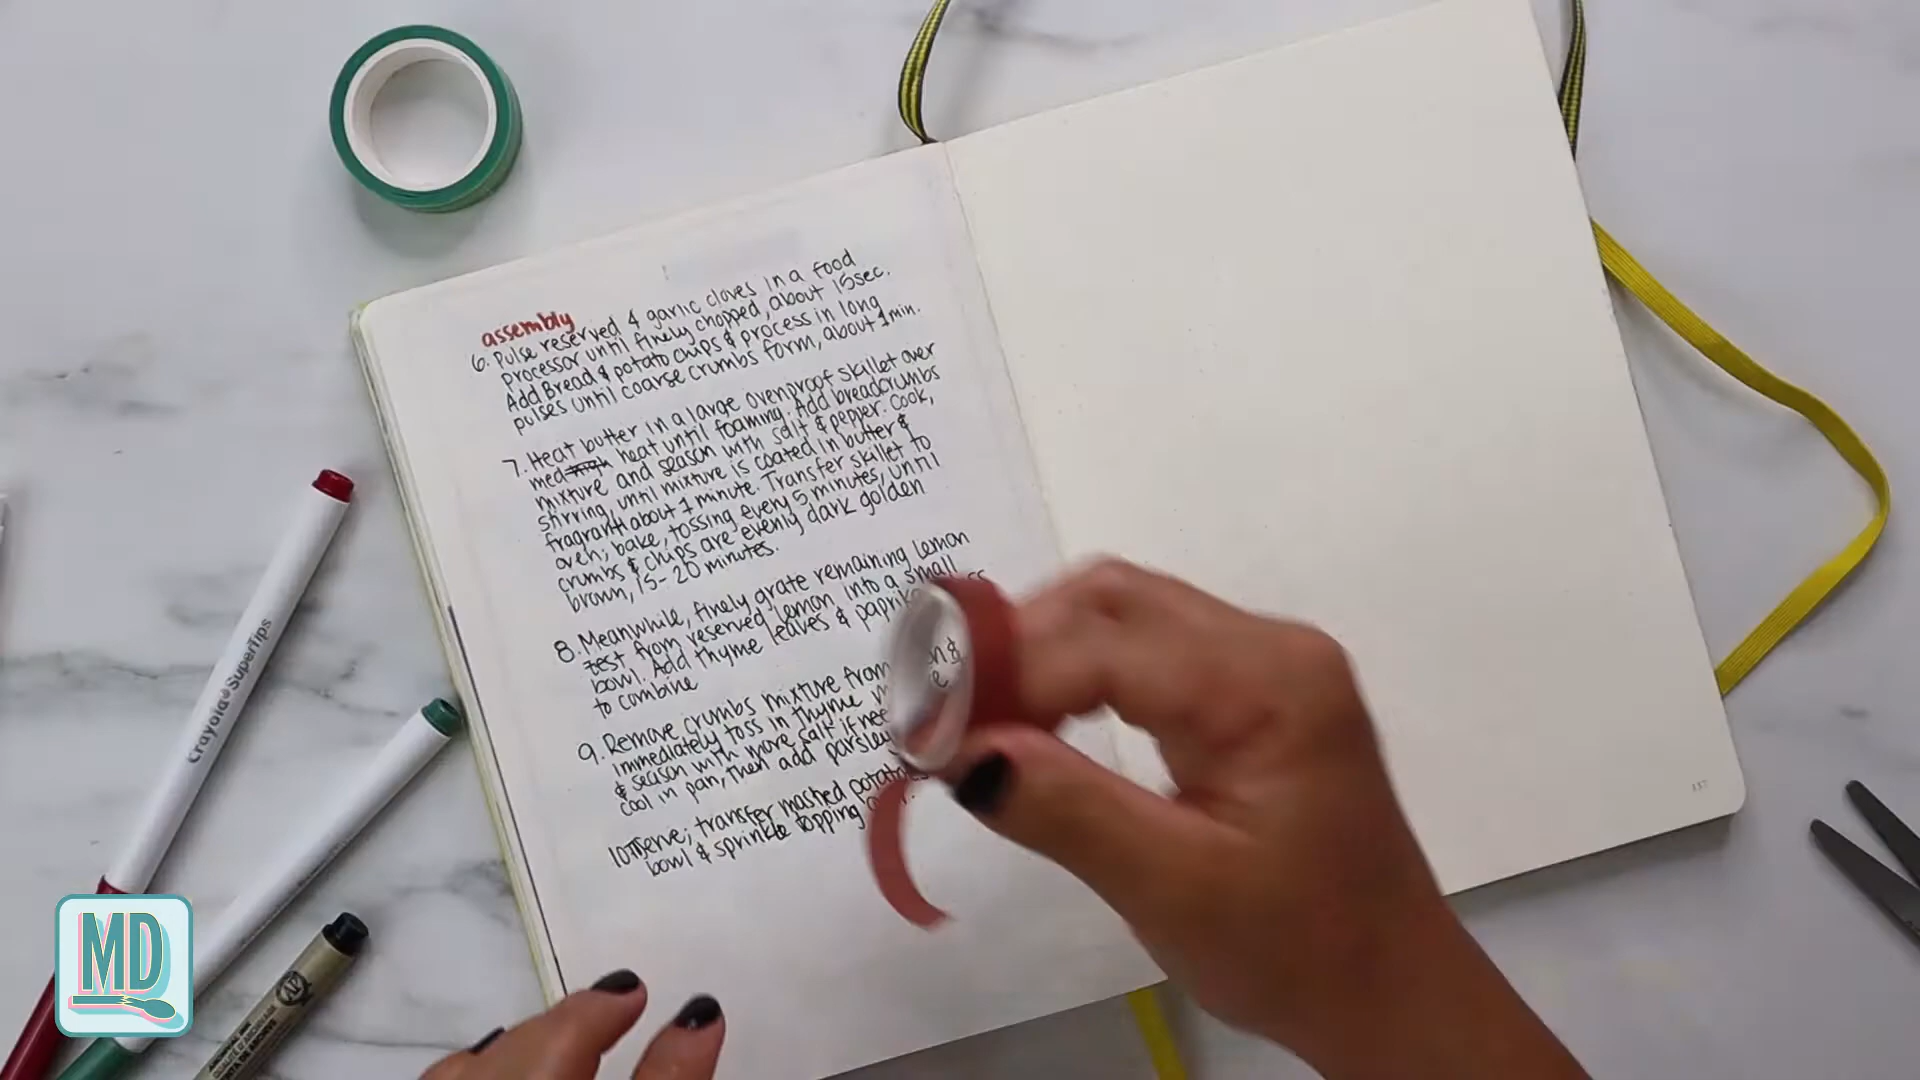 assembly
6. Pulse reserved 4 garlic cloves in a food
processor until finely chopped, about 15sec.
Add Bread & potato chips & process in long
pulses until coarse crumbs form, about 1 min.
7. Heat butter in a large ovenproof skillet over
med heat until foaming. Add breadcrumbs
mixture and season with salt & pepper. Cook,
stirring, until mixture is coated in butter &
fragrant, about 1 minute. Transfer skillet to
oven; bake, tossing every 5 minutes, until
crumbs & chips are evenly dark golden
brown, 15-20 minutes.
8. Meanwhile, finely grate remaining lemon
zest from reserved lemon into a small
bowl. Add thyme leaves & paprika
to combine
9. Remove crumbs mixture from
immediately toss in thyme
& season with more salt if
cool in pan, then add parsley
10. Serve; transfer mashed potatoes
bowl & sprinkle topping
Crayola SuperTips
MD